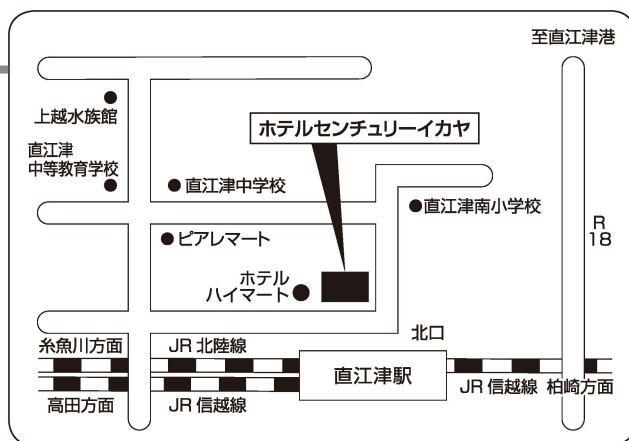 至直江津港
上越水族館
ホテルセンチュリーイカヤ
直江津
中等教育学校
直江津中学校
直江津南小学校
R
18
ピアレマート
ホテル
ハイマート
北口
糸魚川方面
JR 北陸線
直江津駅
JR 信越線
柏崎方面
高田方面
JR 信越線